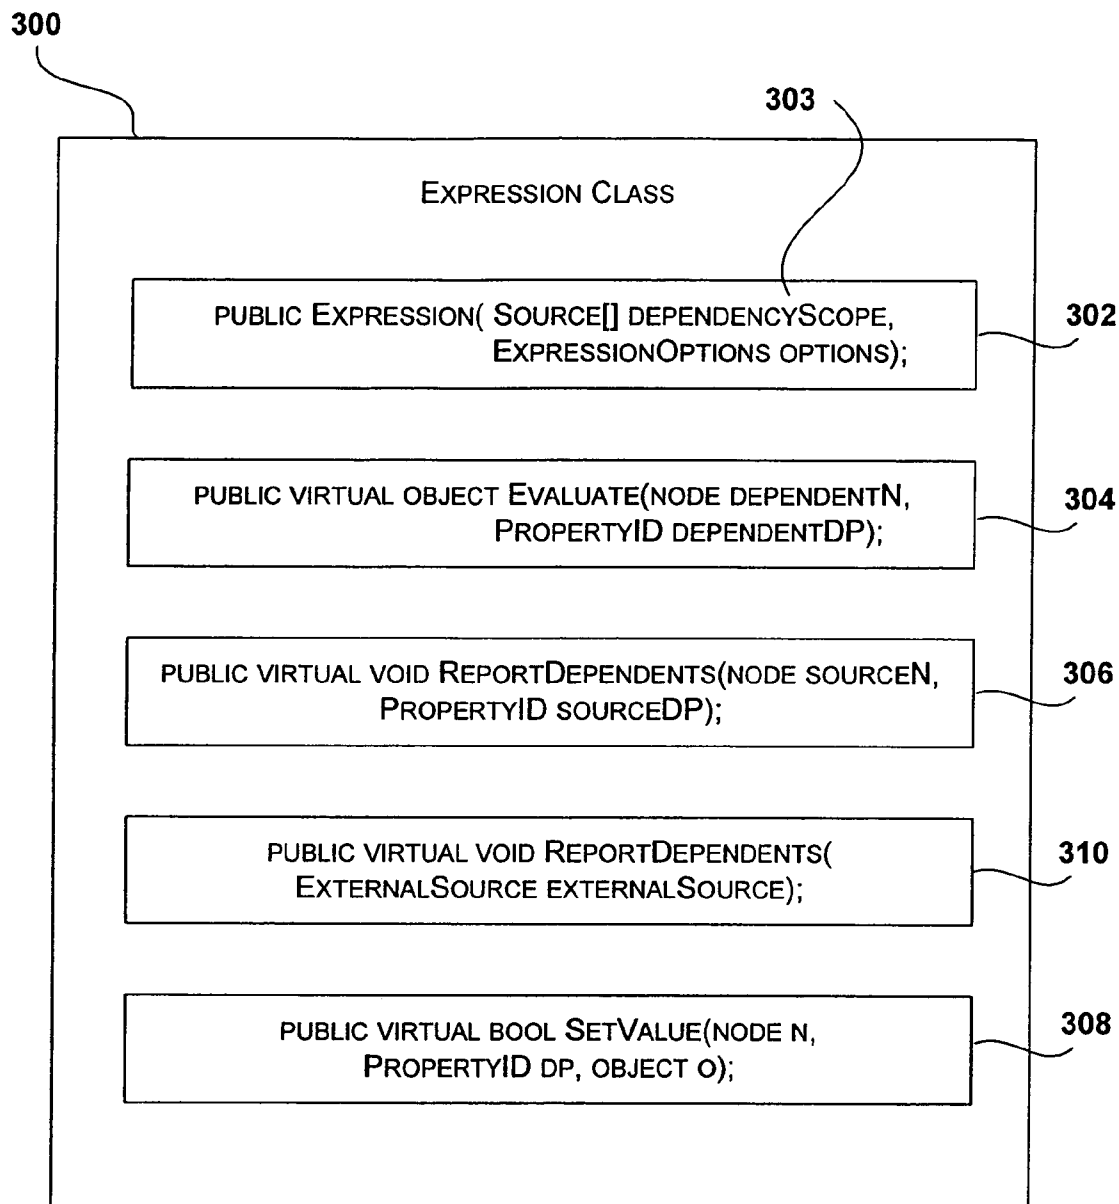 300
303
EXPRESSION CLASS
PUBLIC EXPRESSION( SOURCE[] DEPENDENCYSCOPE,
EXPRESSIONOPTIONS OPTIONS);
302
PUBLIC VIRTUAL OBJECT EVALUATE(NODE DEPENDENTN,
PROPERTYID DEPENDENTDP);
304
PUBLIC VIRTUAL VOID REPORTDEPENDENTS(NODE SOURCEN,
PROPERTYID SOURCEDP);
306
PUBLIC VIRTUAL VOID REPORTDEPENDENTS(
EXTERNALSOURCE EXTERNALSOURCE);
310
PUBLIC VIRTUAL BOOL SETVALUE(NODE N,
PROPERTYID DP, OBJECT O);
308